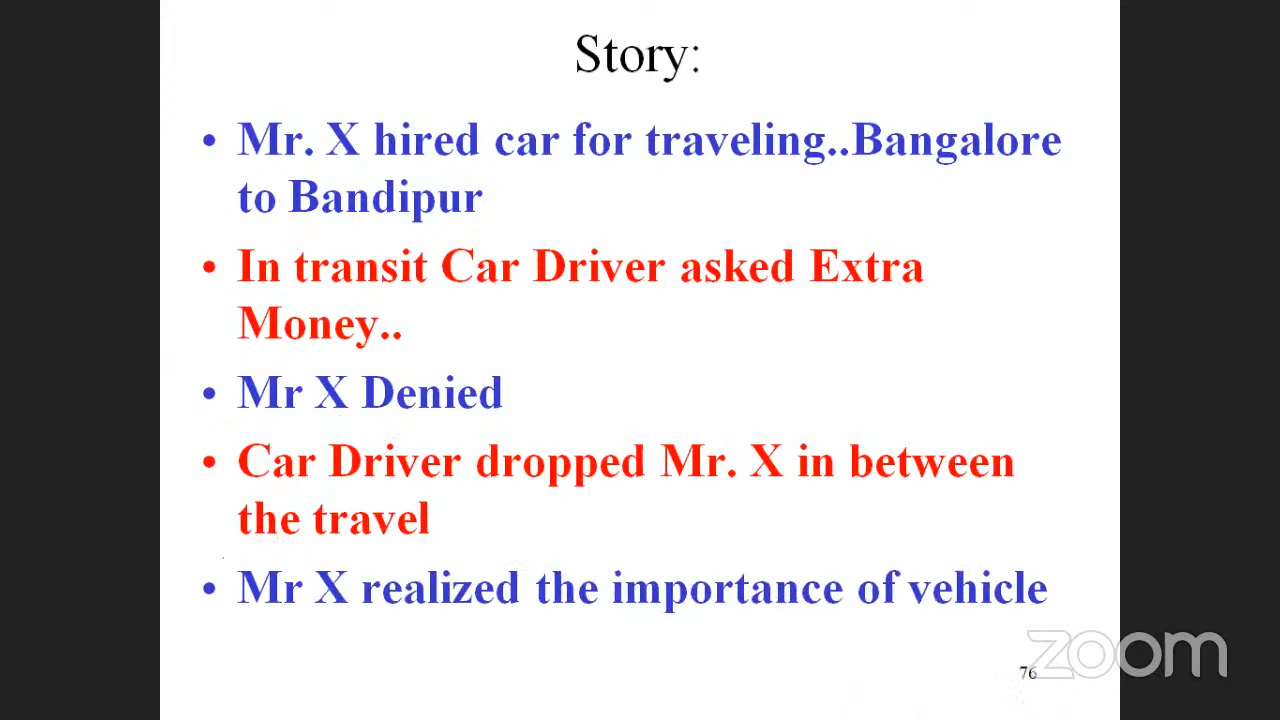 Story:
• Mr. X hired car for traveling..Bangalore
to Bandipur
• In transit Car Driver asked Extra
Money..
• Mr X Denied
• Car Driver dropped Mr. X in between
the travel
• Mr X realized the importance of vehicle
zoom
76